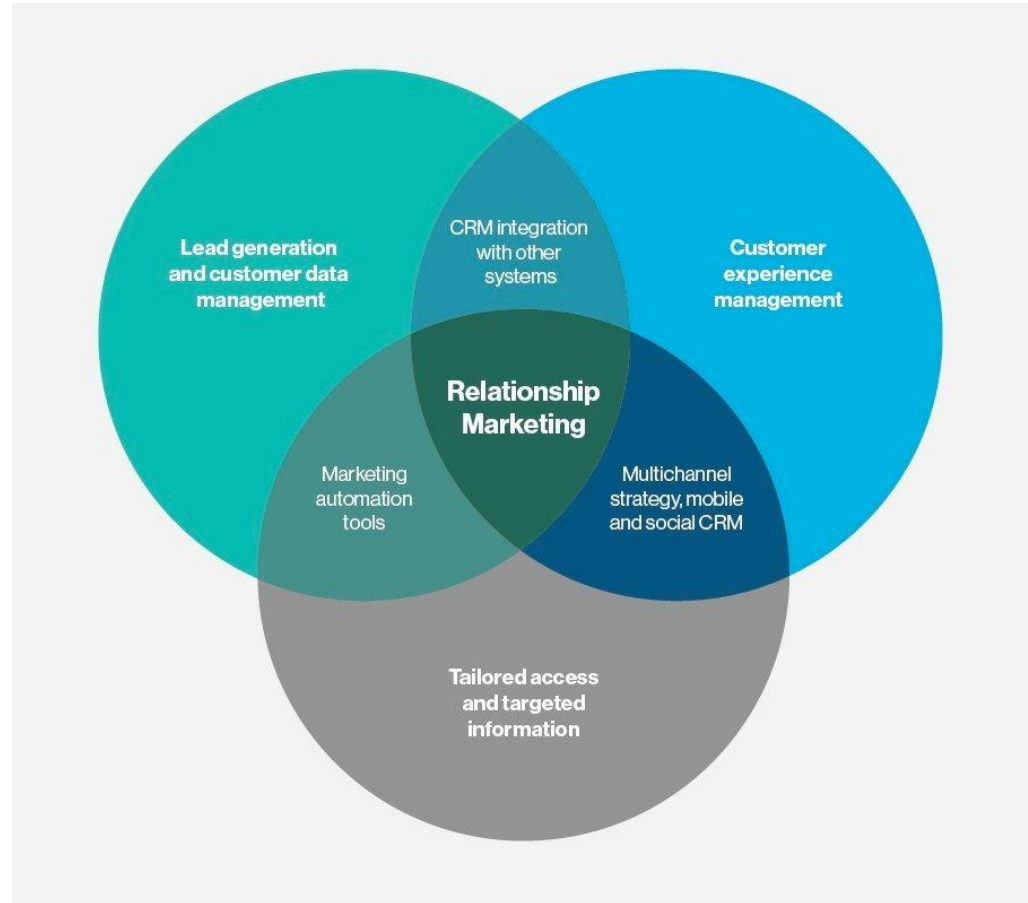 Lead generation
and customer data
management
CRM integration
with other
systems
Customer
experience
management
Relationship
Marketing
Marketing
automation
tools
Multichannel
strategy, mobile
and social CRM
Tailored access
and targeted
information